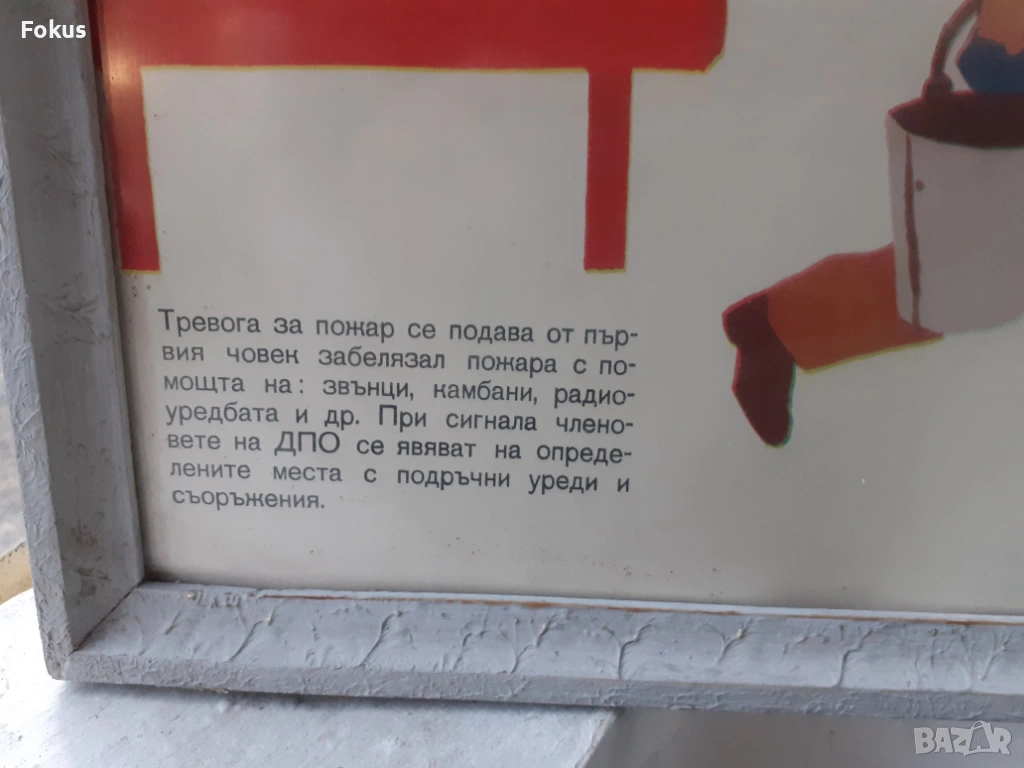 Fokus
Тревога за пожар се подава от пър-
вия човек забелязал пожара с по-
мощта на: звънци, камбани, радио-
уредбата и др. При сигнала члено-
вете на ДПО се явяват на опреде-
лените места с подръчни уреди и
съоръжения.
BAZAR